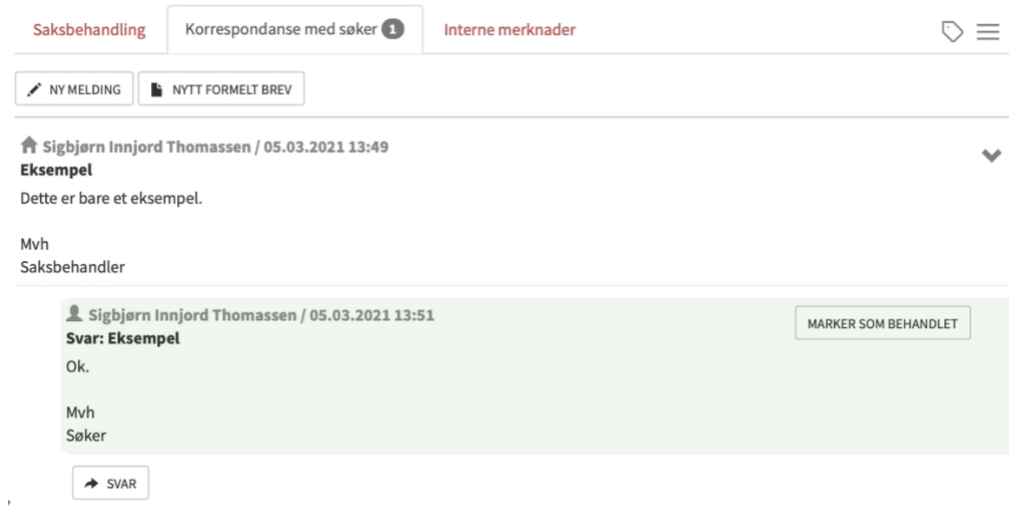 Saksbehandling Korrespondanse med søker 1 Interne merknader
NY MELDING NYTT FORMELT BREV
Sigbjørn Innjord Thomassen / 05.03.2021 13:49
Eksempel
Dette er bare et eksempel.
Mvh
Saksbehandler
Sigbjørn Innjord Thomassen / 05.03.2021 13:51
MARKER SOM BEHANDLET
Svar: Eksempel
Ok.
Mvh
Søker
SVAR